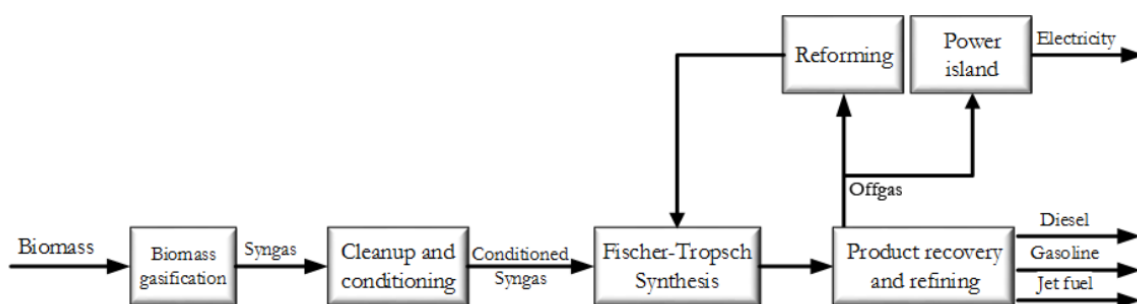 Reforming
Power
island
Electricity
Offgas
Biomass
Biomass
gasification
Syngas
Cleanup and
conditioning
Conditioned
Syngas
Fischer-Tropsch
Synthesis
Product recovery
and refining
Diesel
Gasoline
Jet fuel